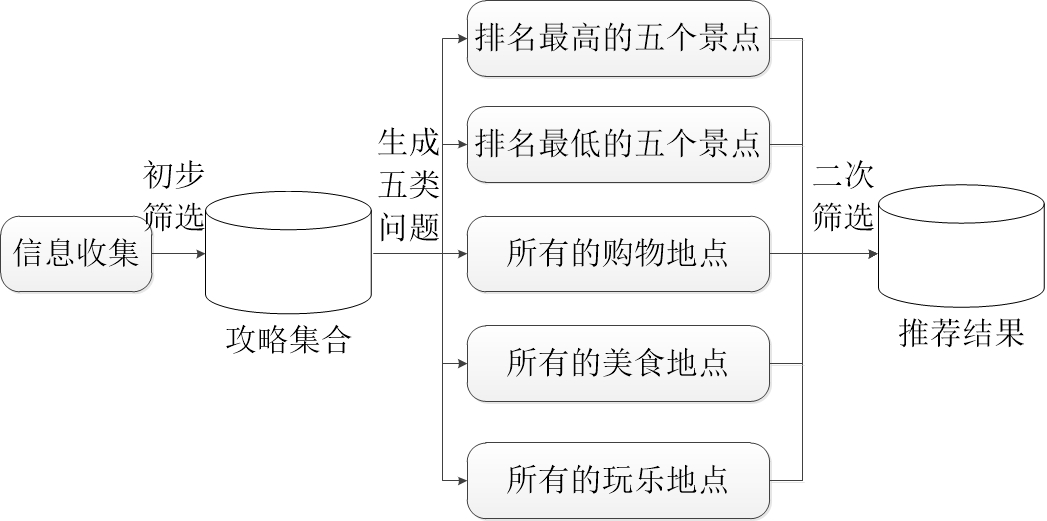 信息收集
初步
筛选
攻略集合
生成
五类
问题
排名最高的五个景点
排名最低的五个景点
所有的购物地点
所有的美食地点
所有的玩乐地点
二次
筛选
推荐结果